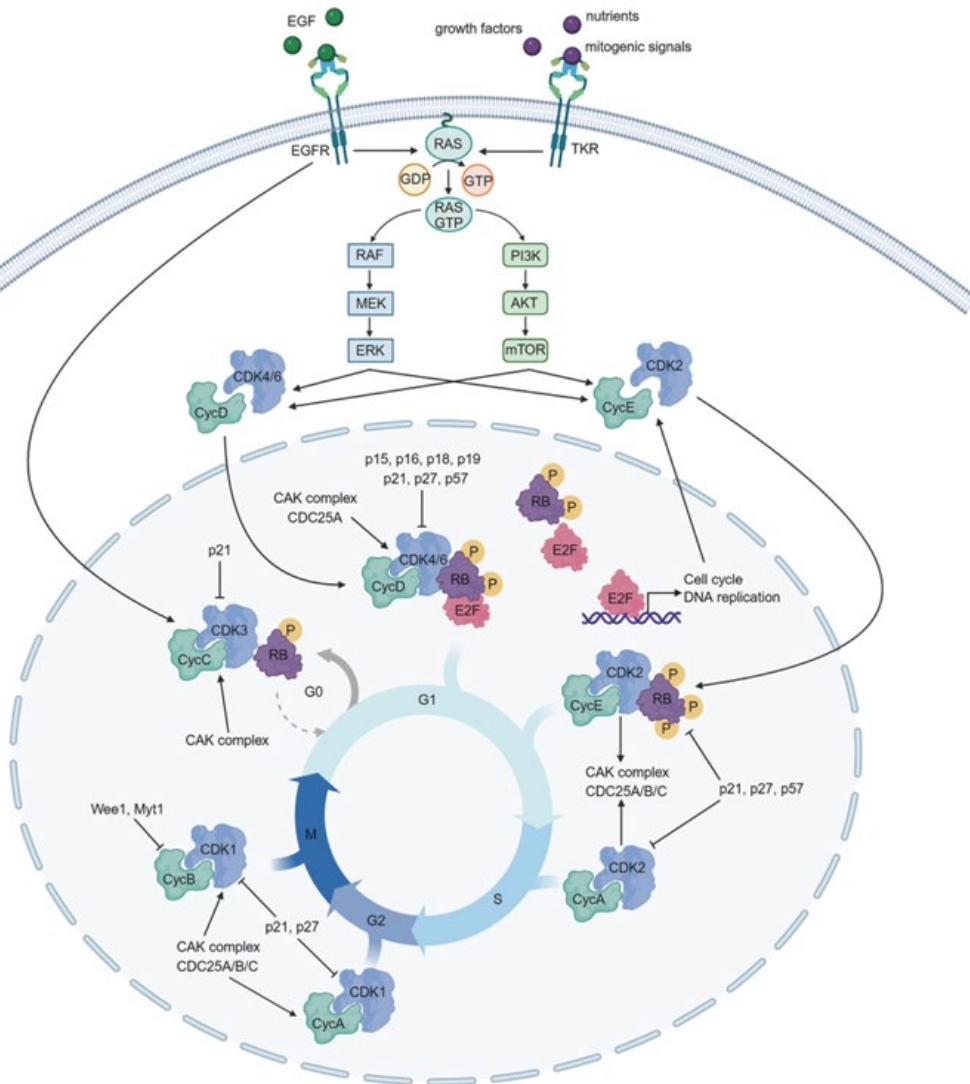 EGF
nutrients
growth factors
mitogenic signals
EGFR
RAS
TKR
GDP
GTP
RAS
GTP
RAF
PI3K
MEK
AKT
ERK
mTOR
CDK4/6
CycD
CDK2
CycE
p15, p16, p18, p19
p21, p27, p57
CAK complex
CDC25A
CDK4/6
CycD
P
RB
P
E2F
P
RB
P
E2F
E2F
Cell cycle
DNA replication
p21
CDK3
CycC
P
RB
CAK complex
G0
G1
CDK2
CycE
P
RB
P
P
CAK complex
CDC25A/B/C
p21, p27, p57
CDK2
CycA
Wee1, Myt1
CDK1
CycB
M
S
G2
p21, p27
CAK complex
CDC25A/B/C
CDK1
CycA